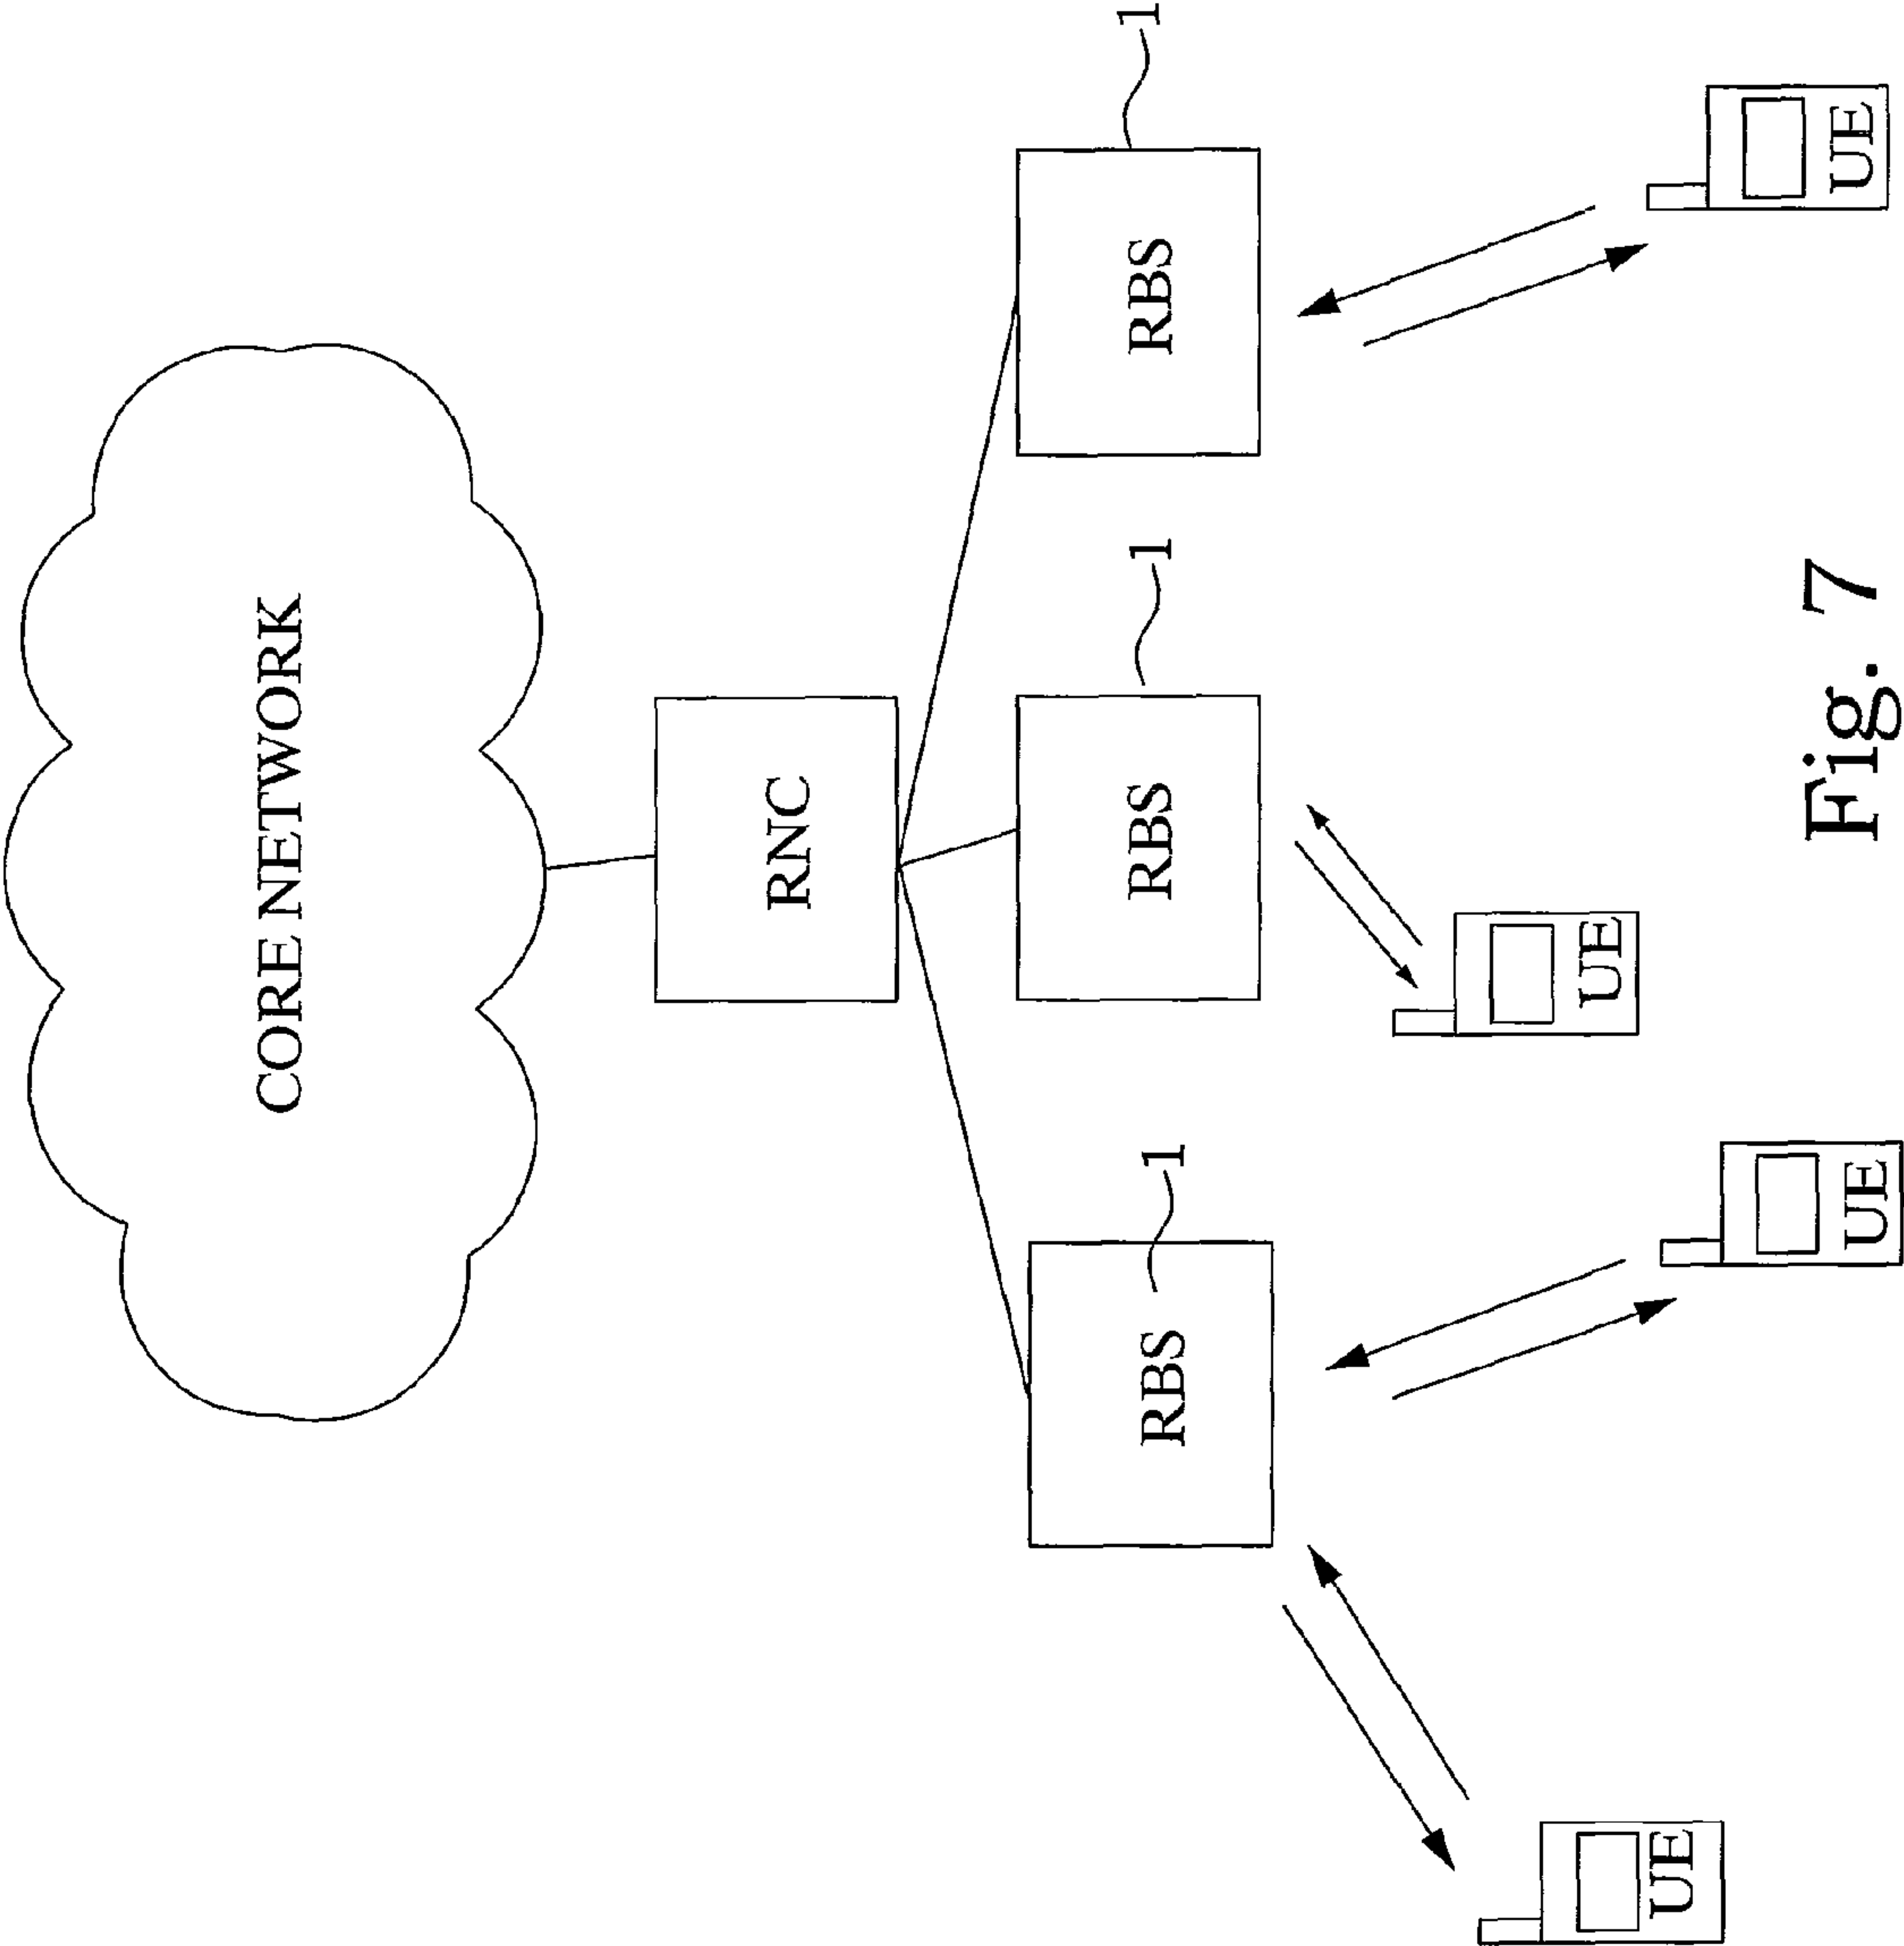 CORE NETWORK
RNC
RBS
1
RBS
1
RBS
1
UE
UE
UE
UE
Fig. 7